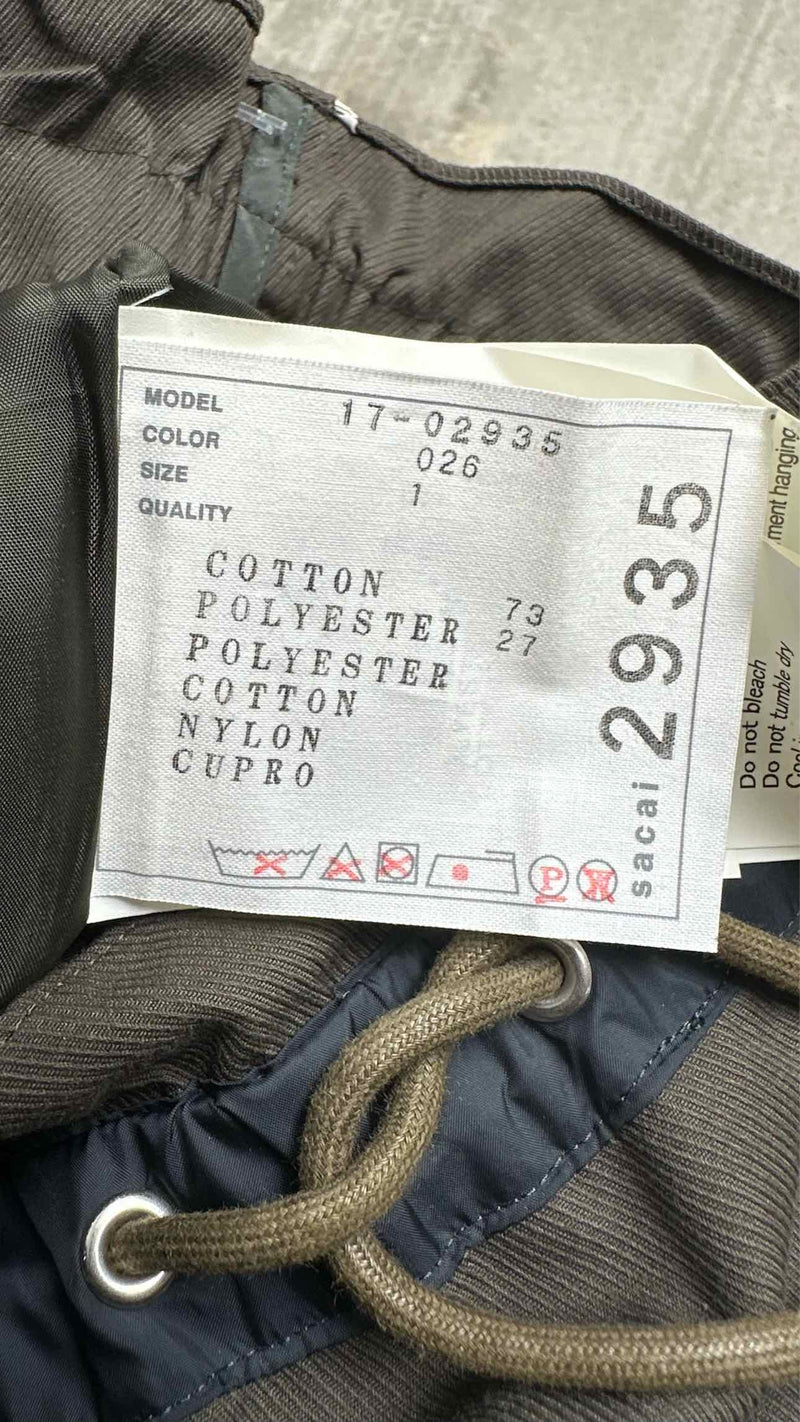 MODEL 17-02935
COLOR 026
SIZE 1
QUALITY
COTTON 73
POLYESTER 27
POLYESTER
COTTON
NYLON
CUPRO
P
sacai 2935
ment hanging
Do not bleach
Do not tumble dry